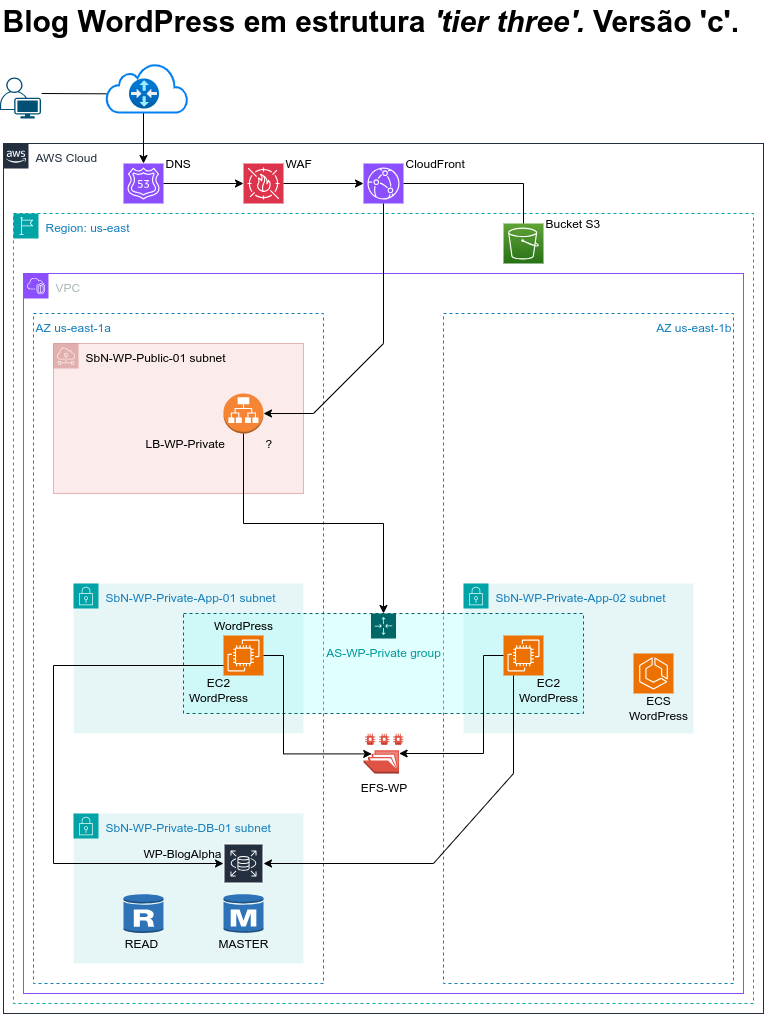 Blog WordPress em estrutura 'tier three'. Versão 'c'.
aws
AWS Cloud
DNS
53
WAF
CloudFront
Bucket S3
Region: us-east
VPC
AZ us-east-1a
AZ us-east-1b
SbN-WP-Public-01 subnet
LB-WP-Private
?
SbN-WP-Private-App-01 subnet
SbN-WP-Private-App-02 subnet
WordPress
AS-WP-Private group
EC2
WordPress
EC2
WordPress
ECS
WordPress
EFS-WP
SbN-WP-Private-DB-01 subnet
WP-BlogAlpha
R
M
READ
MASTER